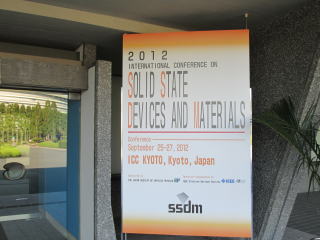 2012
INTERNATIONAL CONFERENCE ON
SOLID STATE
DEVICES AND MATERIALS
Conference
September 25-27, 2012
ICC KYOTO, Kyoto, Japan
IEEE
ssdm